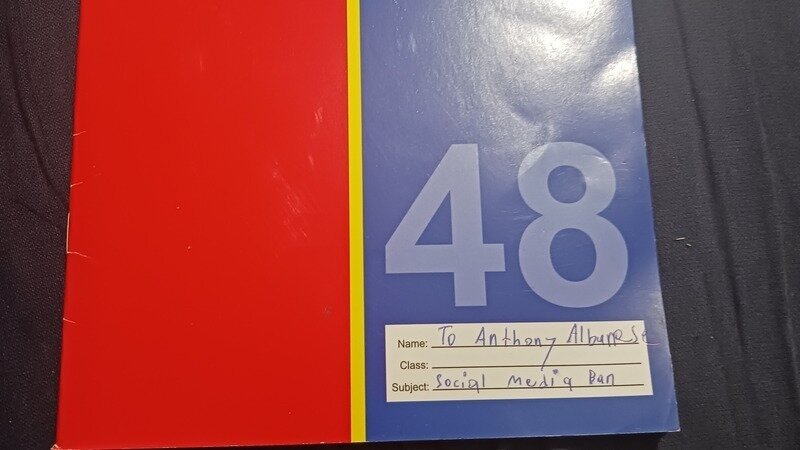 48
Name: To Anthony Albanese
Class:
Subject: Social Media Ban